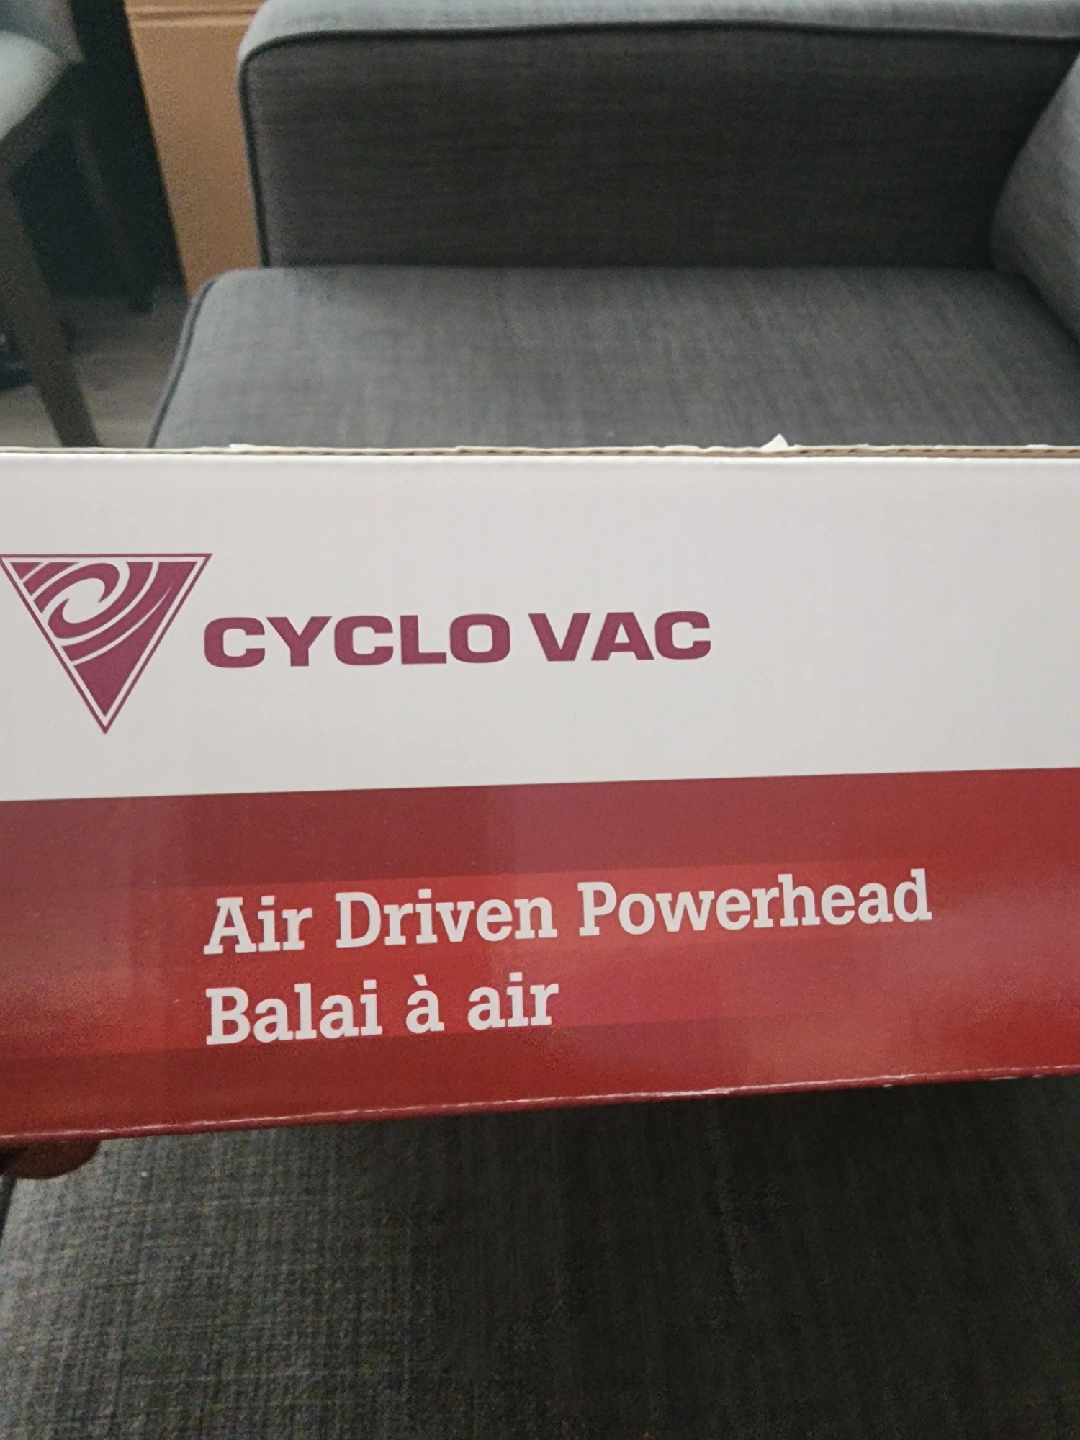 CYCLO VAC
Air Driven Powerhead
Balai à air